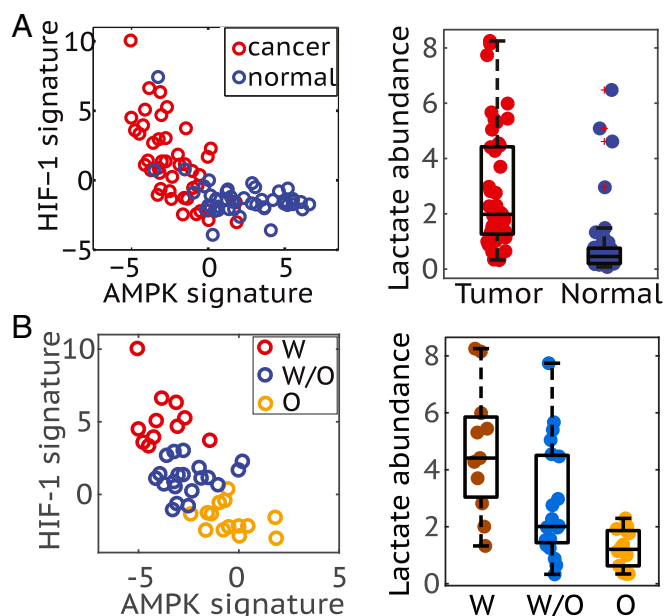 A
HIF-1 signature
10
5
0
−5
cancer
normal
−5
0
5
AMPK signature
Lactate abundance
8
6
4
2
0
Tumor
Normal
B
HIF-1 signature
10
5
0
W
W/O
O
-5
0
5
AMPK signature
Lactate abundance
8
6
4
2
0
W
W/O
O